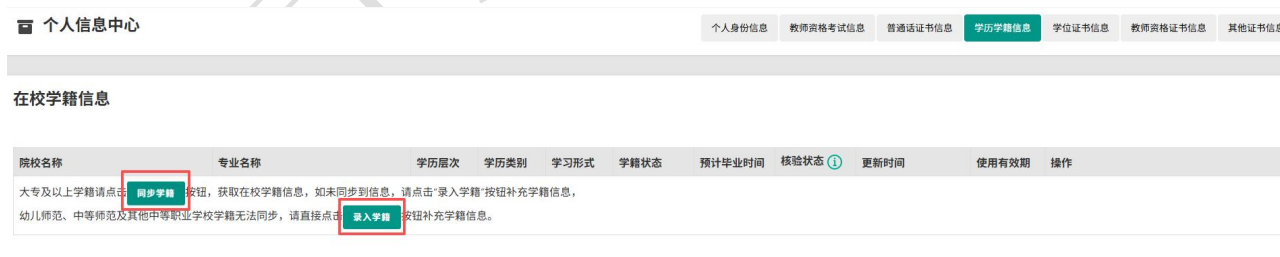 个人信息中心
个人身份信息 教师资格考试信息 普通话证书信息 学历学籍信息 学位证书信息 教师资格证书信息 其他证书信息
在校学籍信息
院校名称 专业名称 学历层次 学历类别 学习形式 学籍状态 预计毕业时间 核验状态 更新时间 使用有效期 操作
大专及以上学籍请点击 同步学籍 按钮，获取在校学籍信息，如未同步到信息，请点击“录入学籍”按钮补充学籍信息，
幼儿师范、中等师范及其他中等职业学校学籍无法同步，请直接点击 录入学籍 按钮补充学籍信息。